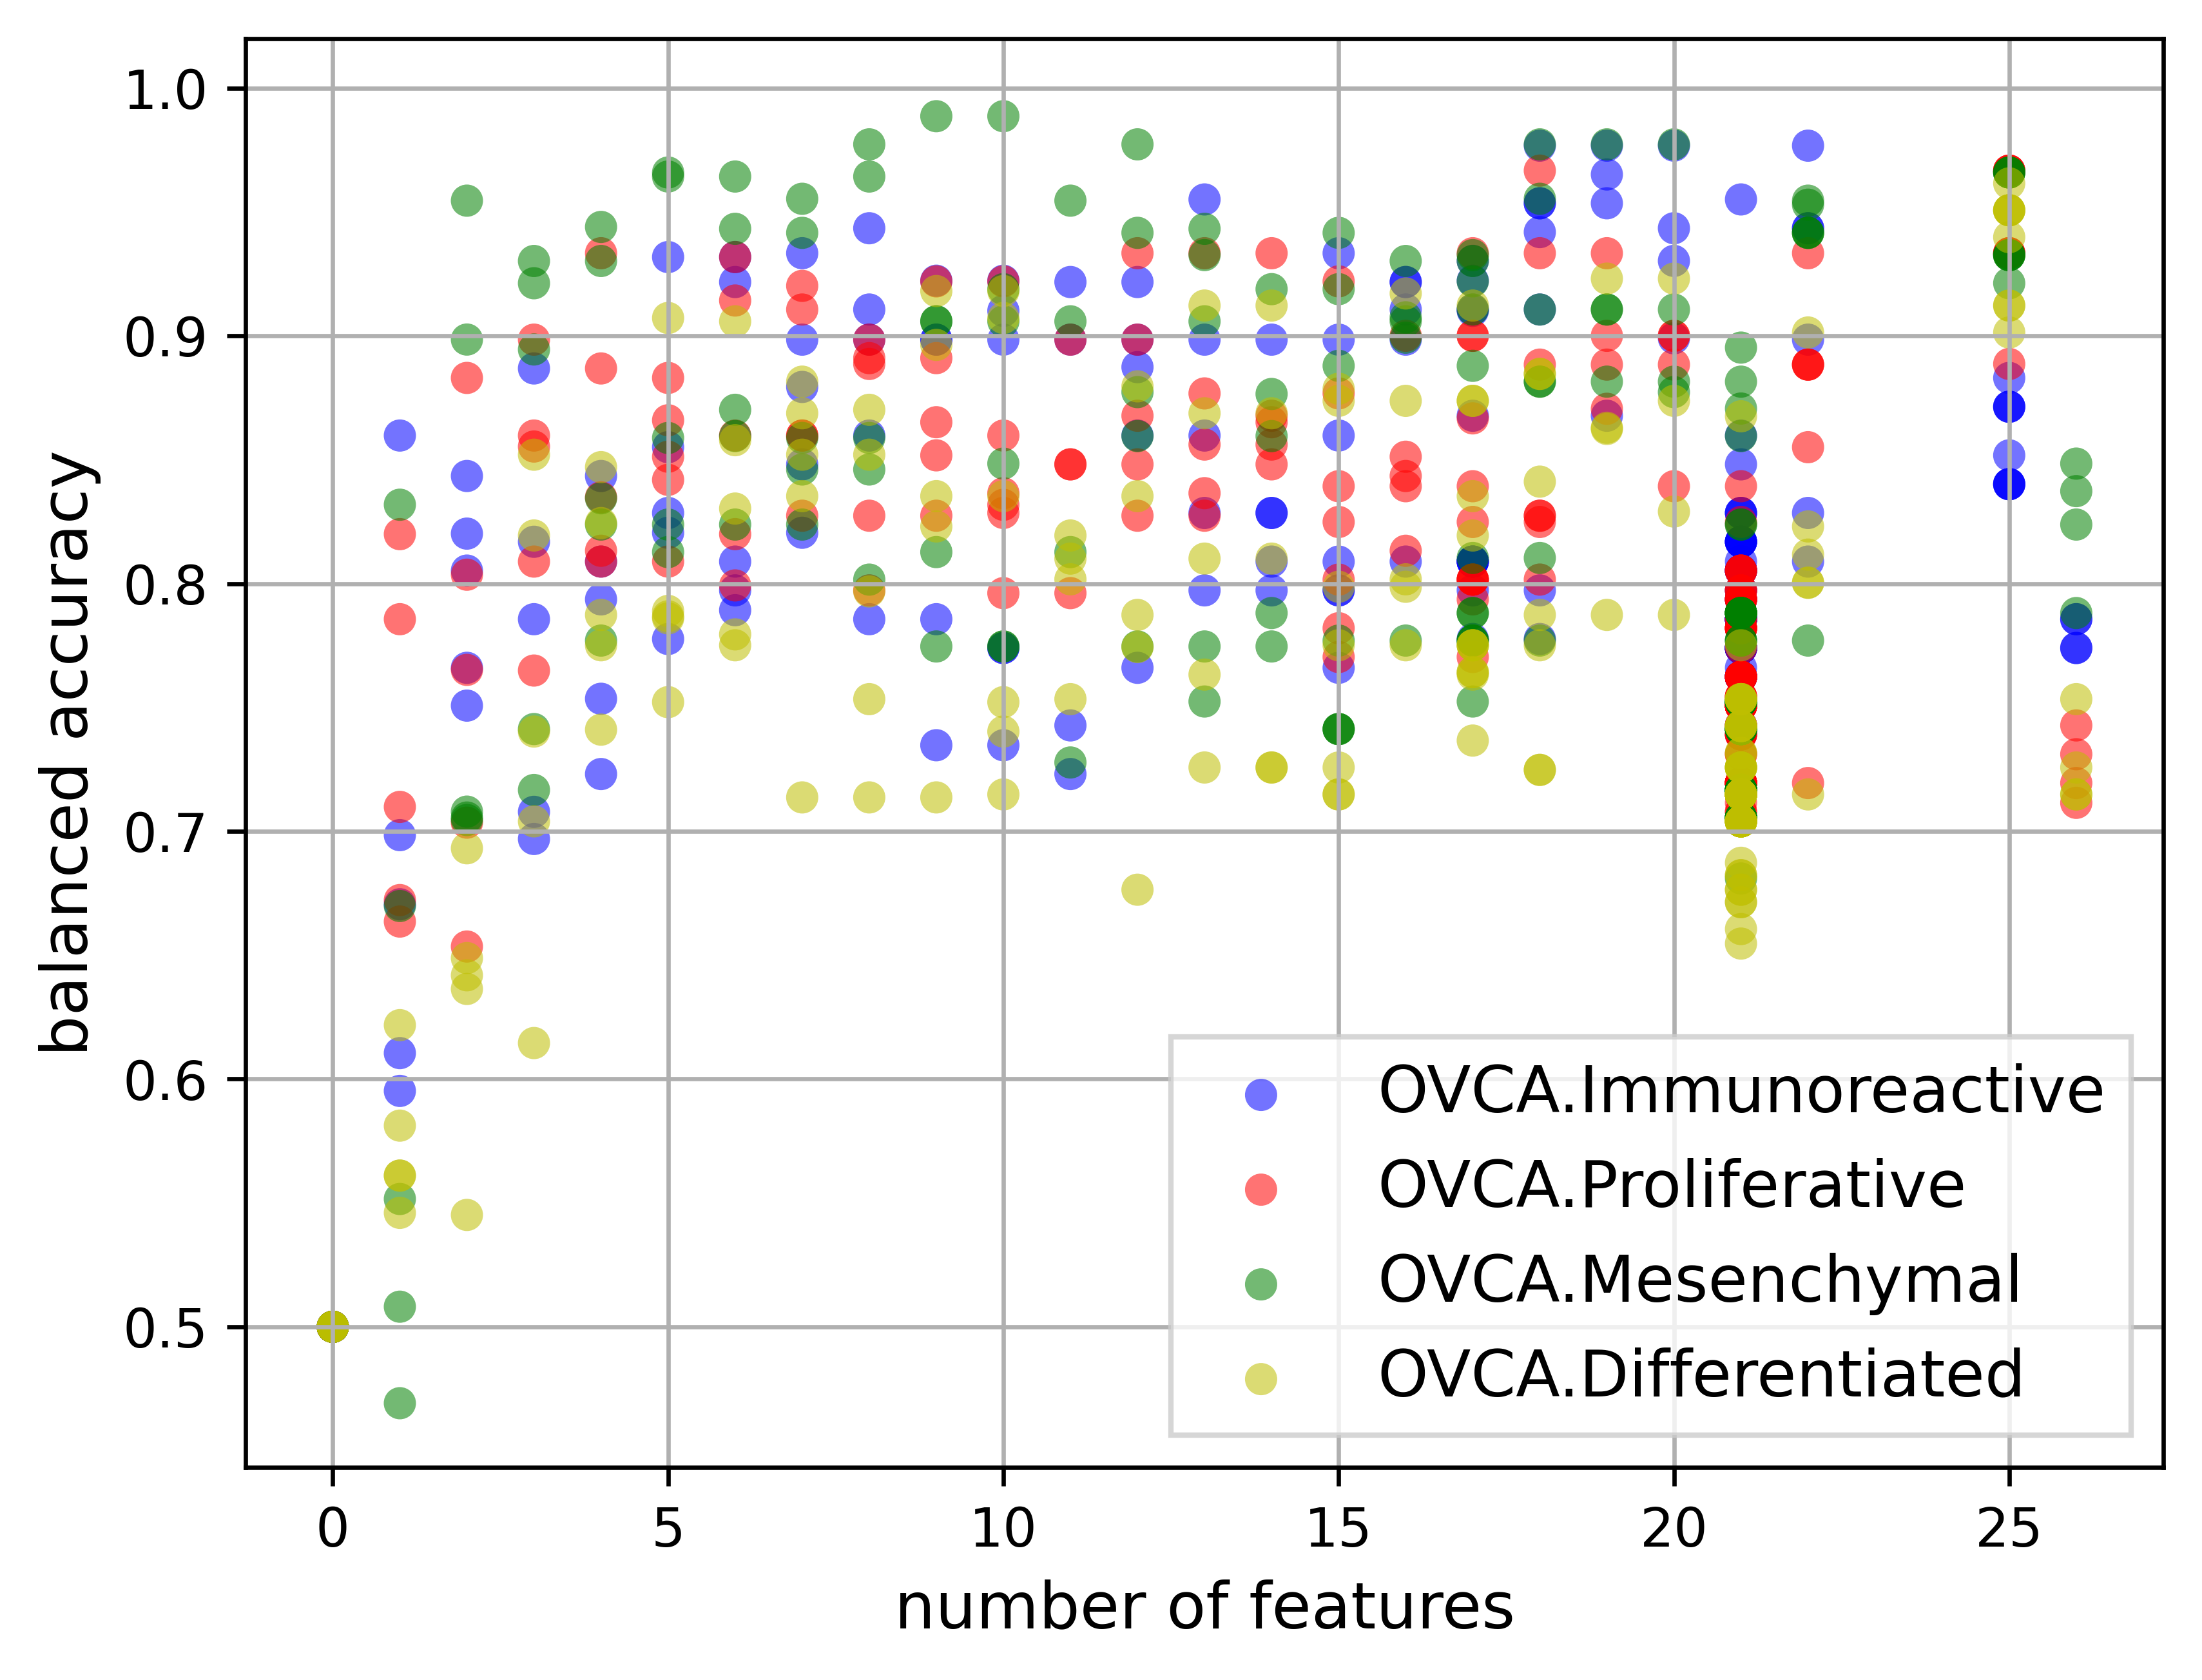 1.0
0.9
0.8
0.7
0.6
0.5
balanced accuracy
OVCA.Immunoreactive
OVCA.Proliferative
OVCA.Mesenchymal
OVCA.Differentiated
0 5 10 15 20 25
number of features